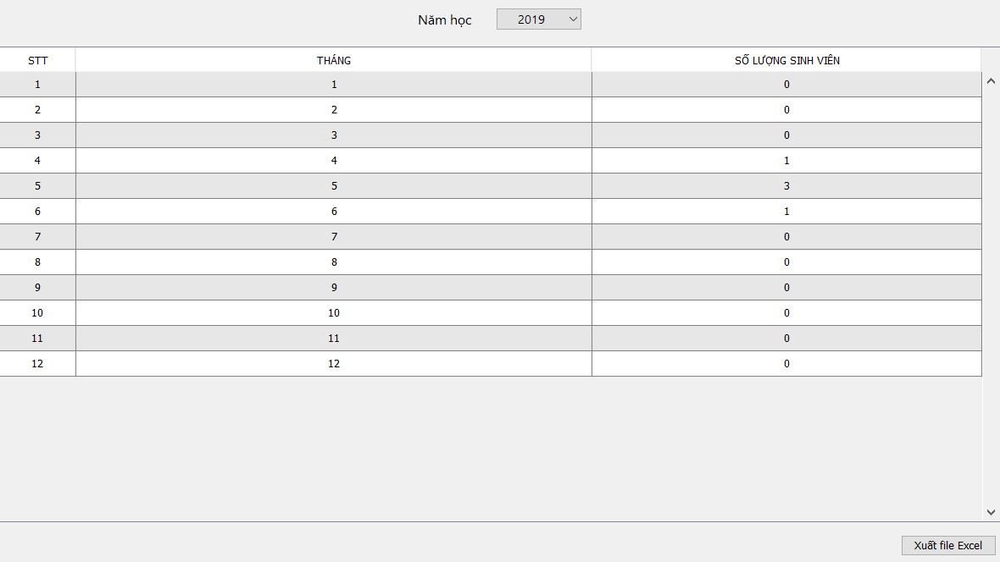 Năm học 2019
STT THÁNG SỐ LƯỢNG SINH VIÊN
1 1 0
2 2 0
3 3 0
4 4 1
5 5 3
6 6 1
7 7 0
8 8 0
9 9 0
10 10 0
11 11 0
12 12 0
Xuất file Excel